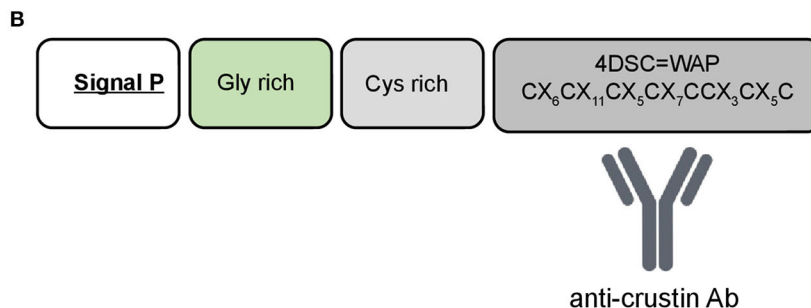 B
Signal P
Gly rich
Cys rich
4DSC=WAP
CX₆CX₁₁CX₅CX₇CCX₃CX₅C
anti-crustin Ab